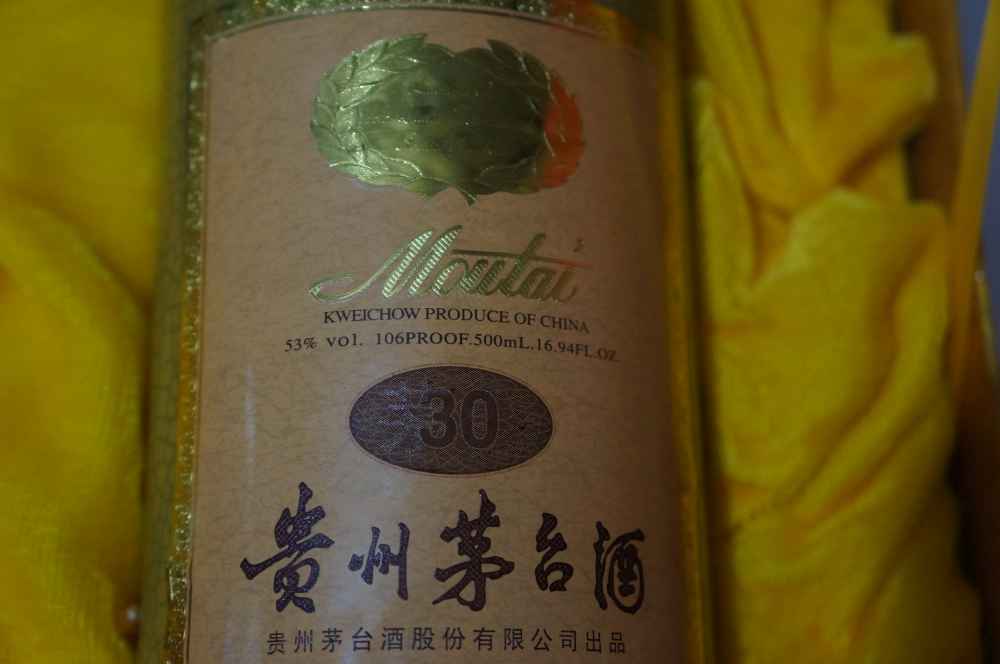 Moutai
KWEICHOW PRODUCE OF CHINA
53% vol. 106PROOF.500mL.16.94FL.OZ.
30
贵州茅台酒
贵州茅台酒股份有限公司出品